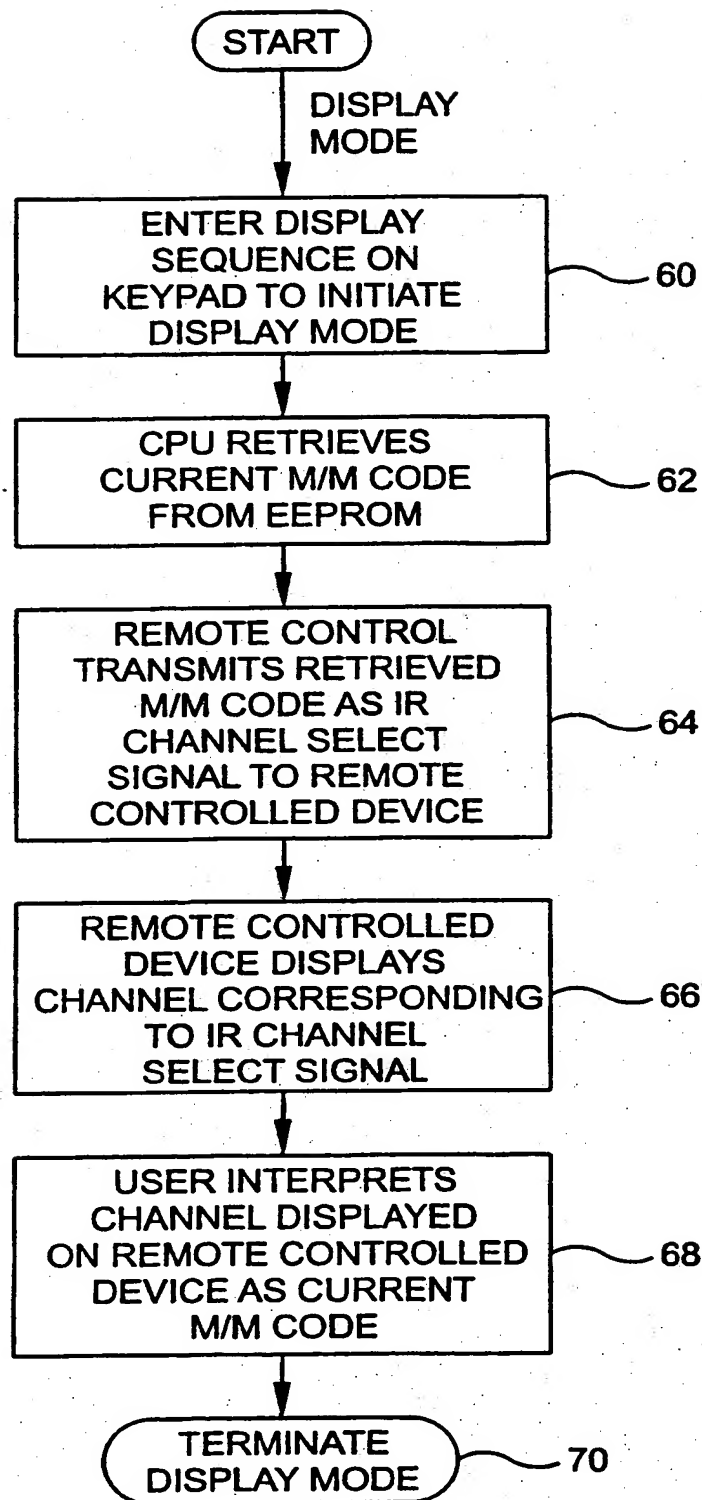 START
DISPLAY
MODE
ENTER DISPLAY
SEQUENCE ON
KEYPAD TO INITIATE
DISPLAY MODE
60
CPU RETRIEVES
CURRENT M/M CODE
FROM EEPROM
62
REMOTE CONTROL
TRANSMITS RETRIEVED
M/M CODE AS IR
CHANNEL SELECT
SIGNAL TO REMOTE
CONTROLLED DEVICE
64
REMOTE CONTROLLED
DEVICE DISPLAYS
CHANNEL CORRESPONDING
TO IR CHANNEL
SELECT SIGNAL
66
USER INTERPRETS
CHANNEL DISPLAYED
ON REMOTE CONTROLLED
DEVICE AS CURRENT
M/M CODE
68
TERMINATE
DISPLAY MODE
70